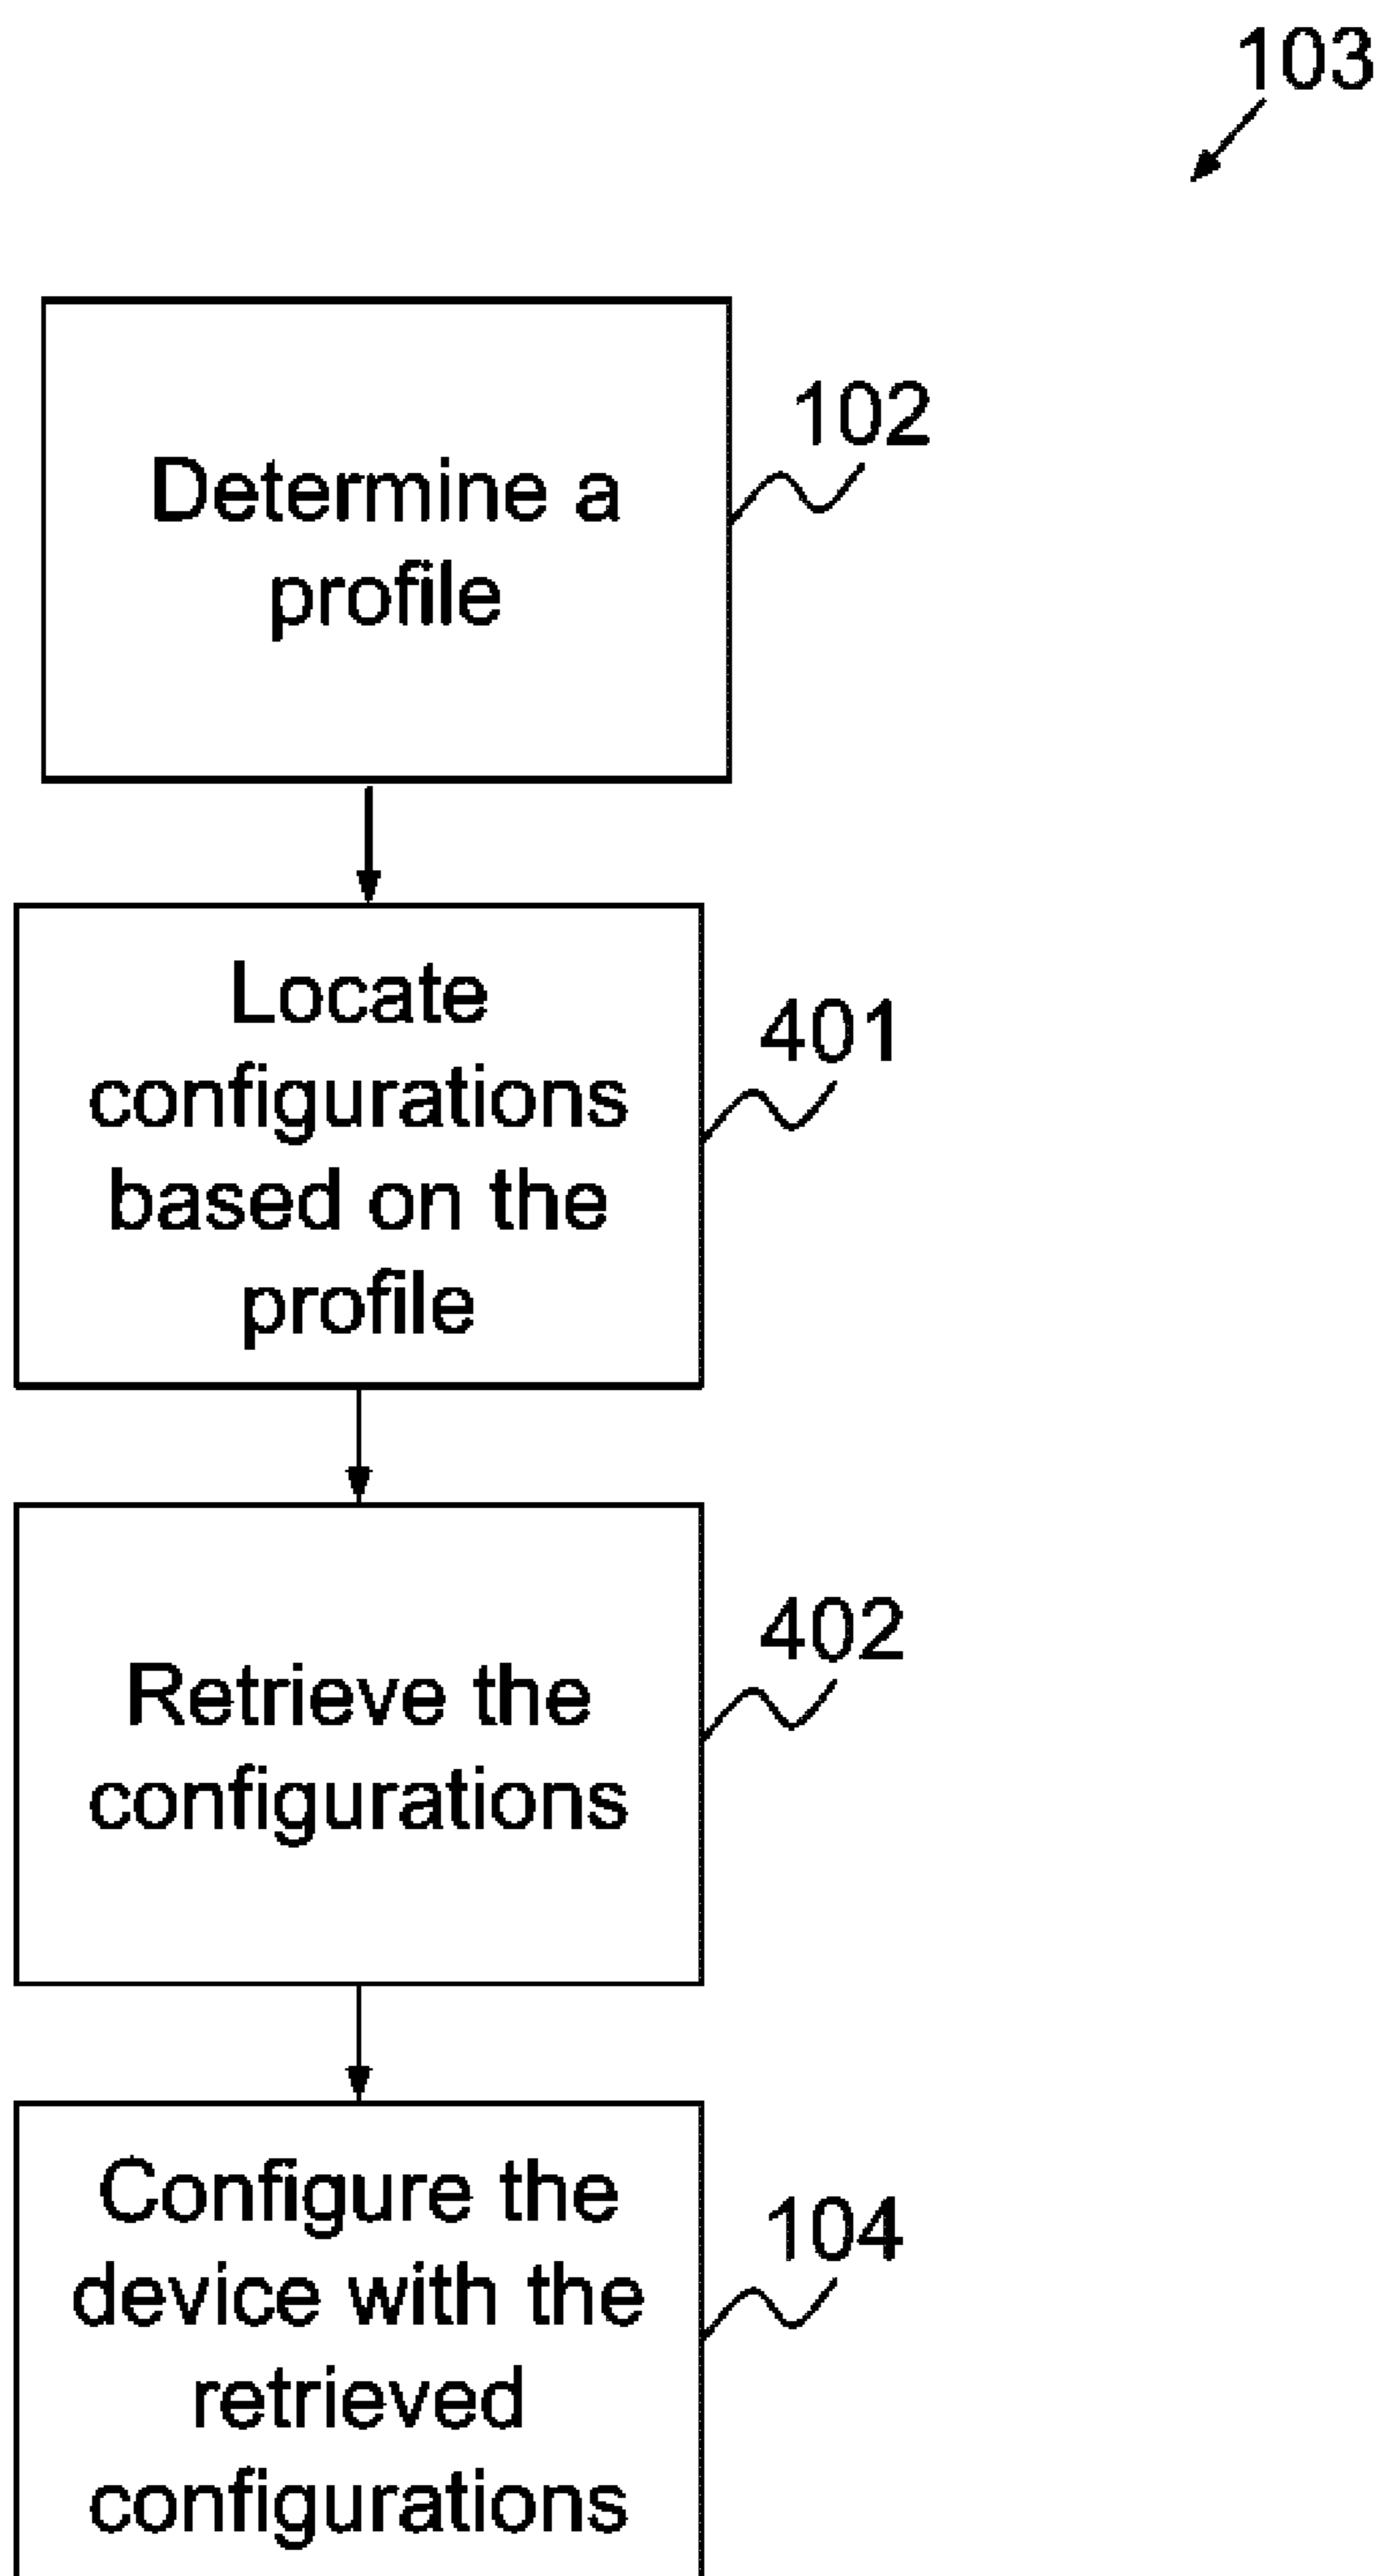 103
102
Determine a
profile
401
Locate
configurations
based on the
profile
402
Retrieve the
configurations
104
Configure the
device with the
retrieved
configurations